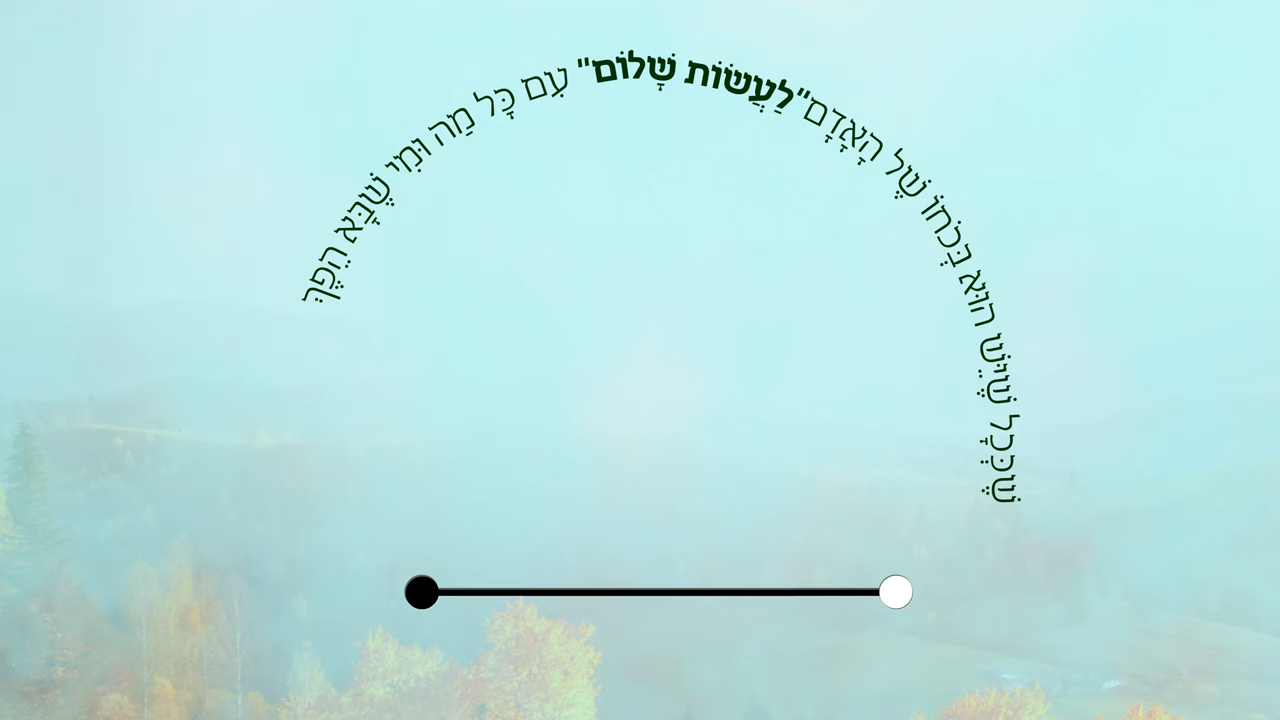 שֶׁכְּכָל שֶׁיֵּשׁ הוּא בְּכֹחוֹ שֶׁל הָאָדָם"לַעֲשׂוֹת שָׁלוֹם" עִם כָּל מַה וּמִי שֶׁבָּא הֵפֶךְ